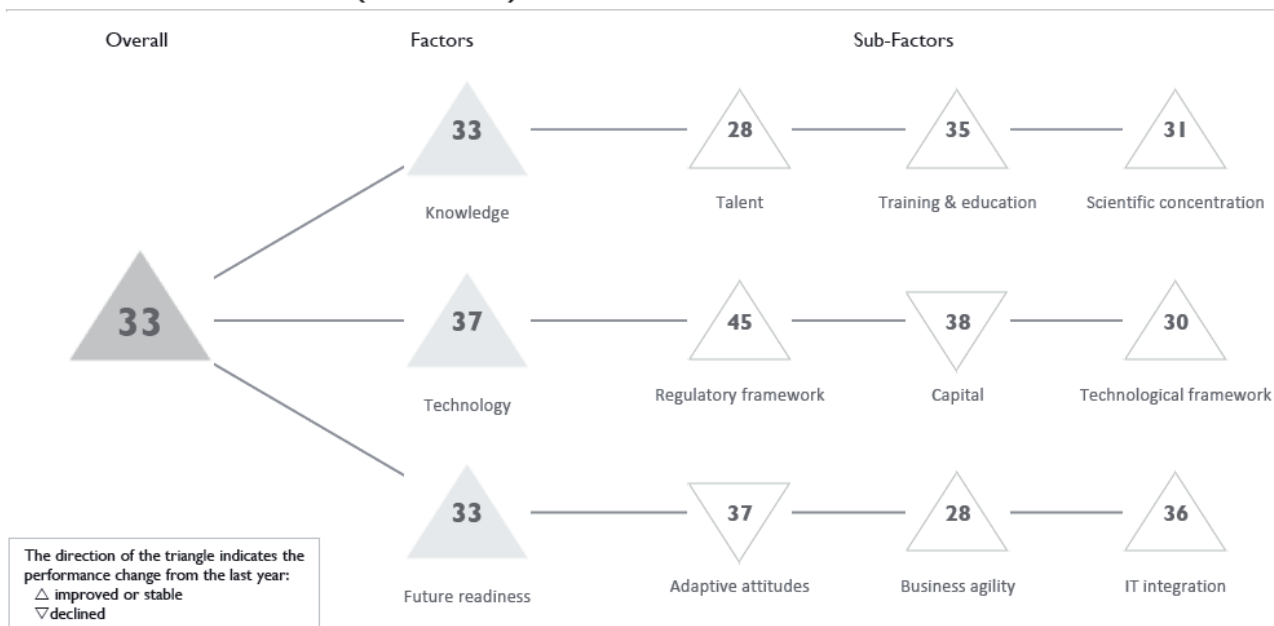 Overall Factors Sub-Factors
33 28 35 31
Knowledge Talent Training & education Scientific concentration
33 37 45 38 30
Technology Regulatory framework Capital Technological framework
33 37 28 36
Future readiness Adaptive attitudes Business agility IT integration
The direction of the triangle indicates the
performance change from the last year:
△ improved or stable
▽declined